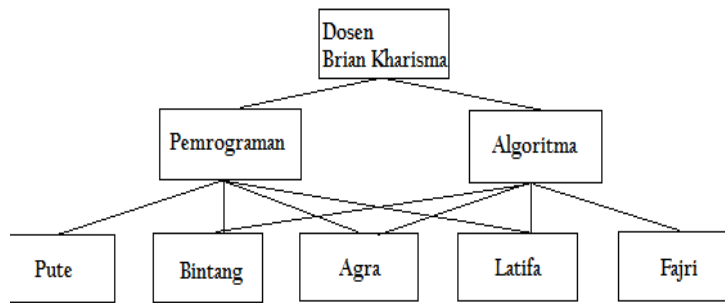 Dosen
Brian Kharisma
Pemrograman
Algoritma
Pute
Bintang
Agra
Latifa
Fajri